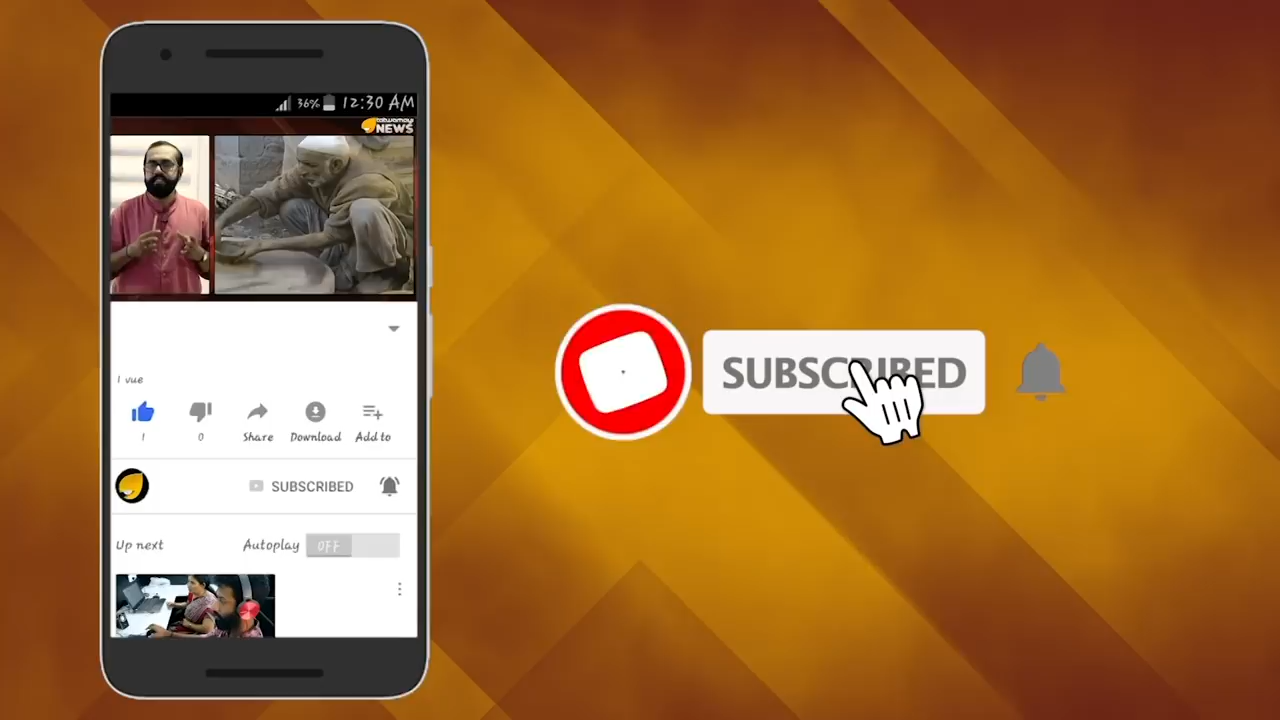 36% 12:30 AM
tatwamayi
NEWS
1 vue
1
0
Share
Download
Add to
SUBSCRIBED
Up next
Autoplay
OFF
SUBSCRIBED